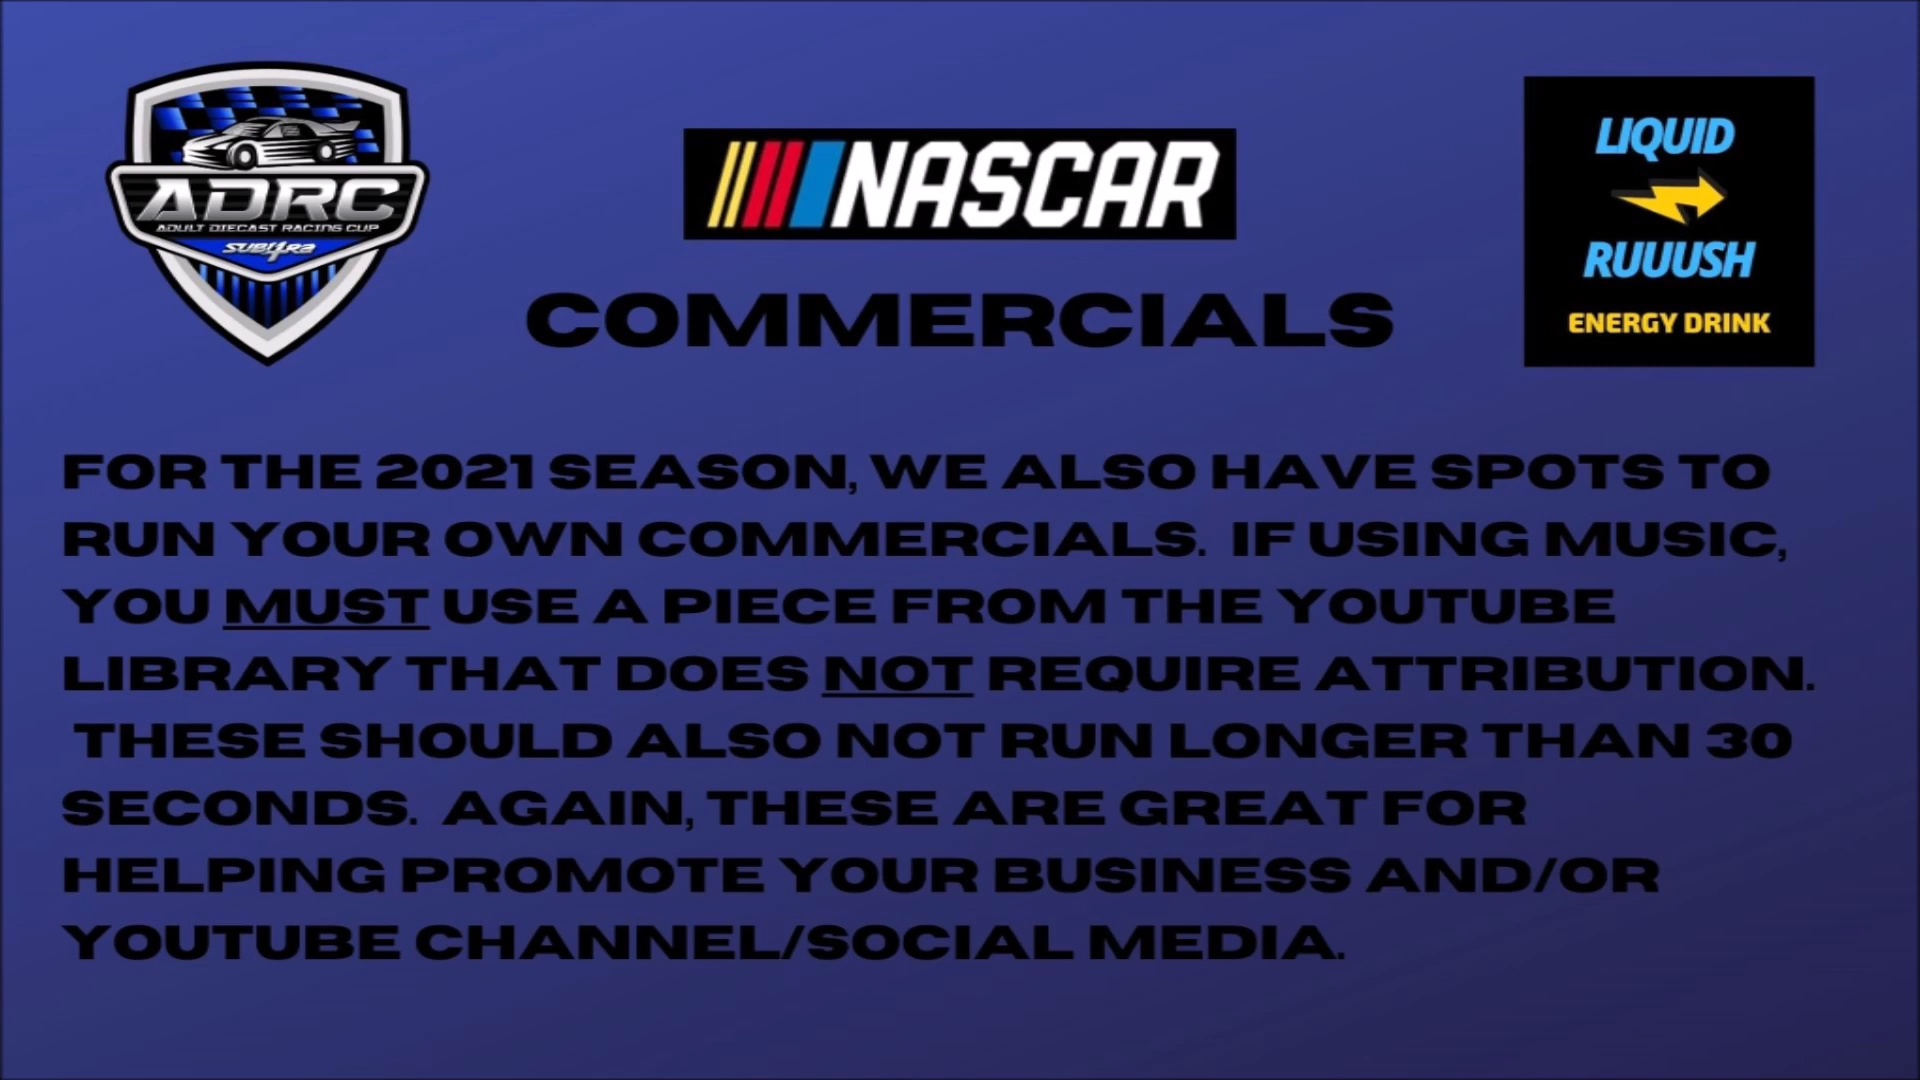 ADRC
ADULT DIECAST RACING CUP
SUBI4RA
NASCAR
LIQUID
RUUUSH
ENERGY DRINK
COMMERCIALS
FOR THE 2021 SEASON, WE ALSO HAVE SPOTS TO
RUN YOUR OWN COMMERCIALS. IF USING MUSIC,
YOU MUST USE A PIECE FROM THE YOUTUBE
LIBRARY THAT DOES NOT REQUIRE ATTRIBUTION.
THESE SHOULD ALSO NOT RUN LONGER THAN 30
SECONDS. AGAIN, THESE ARE GREAT FOR
HELPING PROMOTE YOUR BUSINESS AND/OR
YOUTUBE CHANNEL/SOCIAL MEDIA.